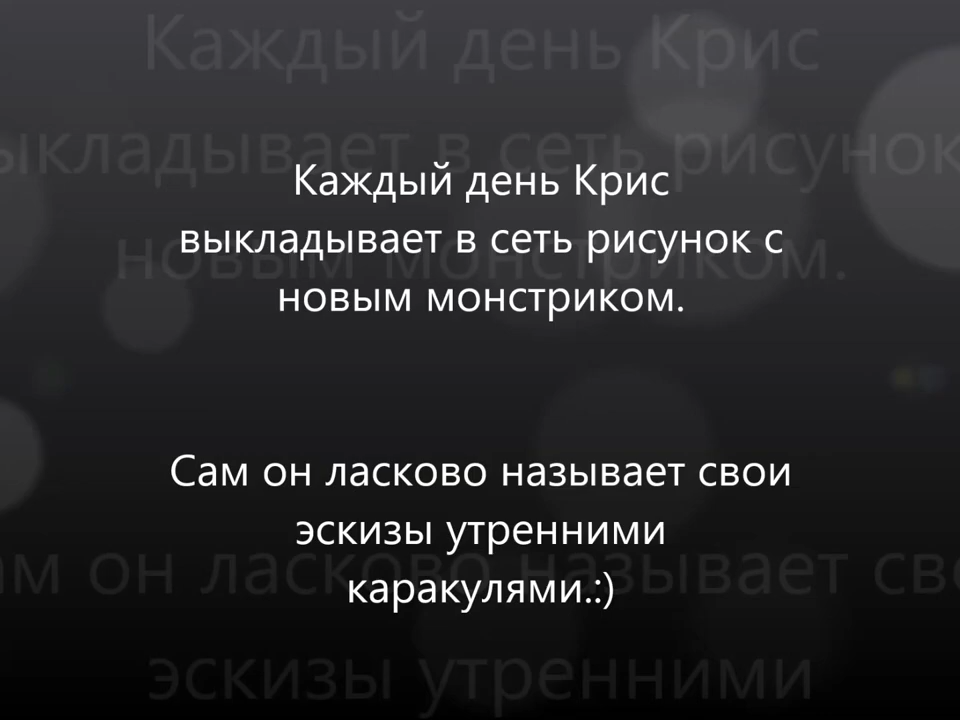 Каждый день Крис
выкладывает в сеть рисунок с
новым монстриком.
Сам он ласково называет свои
эскизы утренними
каракулями.:)